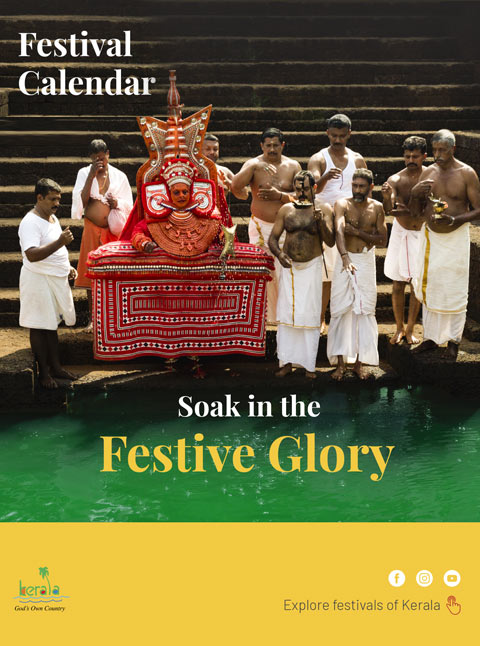 Festival
Calendar
Soak in the
Festive Glory
kerala
God's Own Country
Explore festivals of Kerala